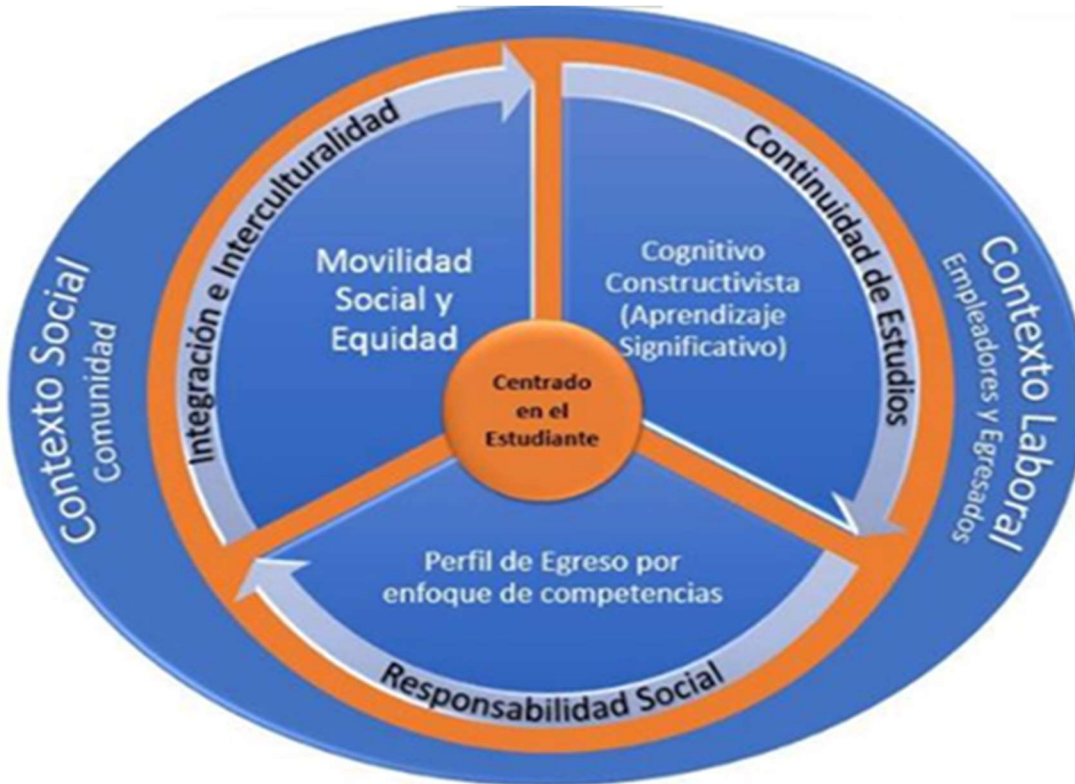 Contexto Social
Comunidad
Integración e Interculturalidad
Movilidad
Social y
Equidad
Cognitivo
Constructivista
(Aprendizaje
Significativo)
Continuidad de Estudios
Contexto Laboral
Empleadores y Egresados
Centrado
en el
Estudiante
Perfil de Egreso por
enfoque de competencias
Responsabilidad Social